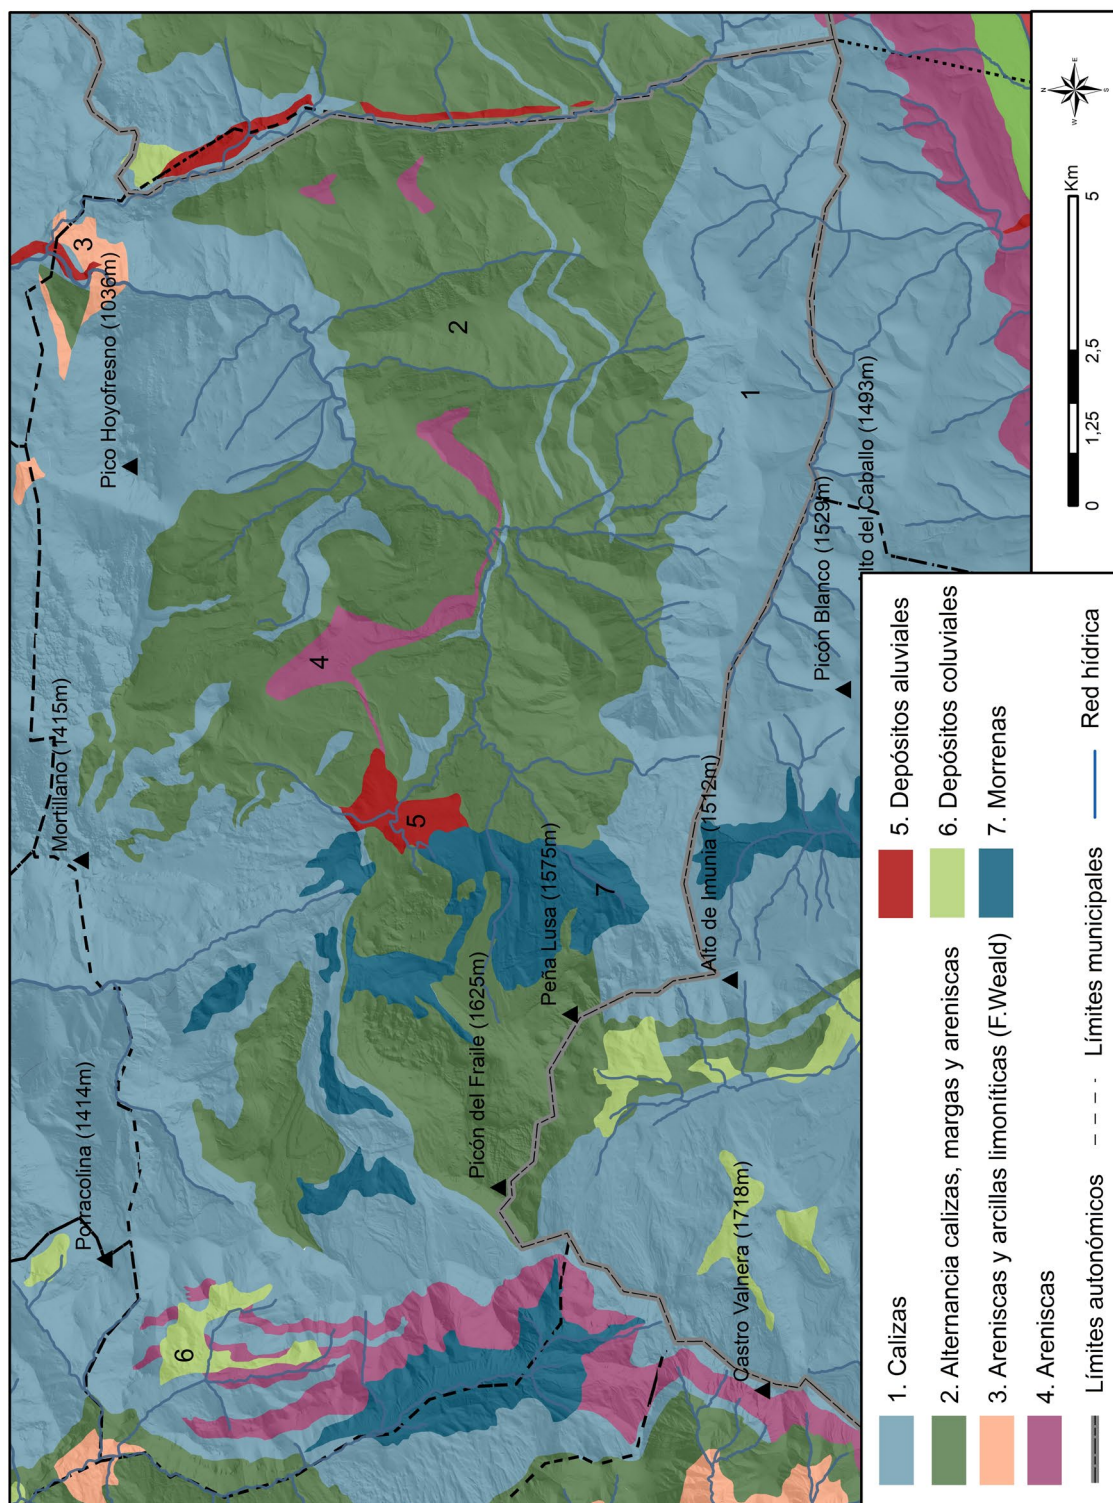 Porracolina (1414m)
Mortillano (1415m)
Pico Hoyofresno (1036m)
3
6
4
2
5
Picón del Fraile (1625m)
Peña Lusa (1575m)
7
1
Castro Valnera (1718m)
Alto de Imunia (1512m)
Picón Blanco (1529m)
lto del Caballo (1493m)
1. Calizas
2. Alternancia calizas, margas y areniscas
3. Areniscas y arcillas limoníticas (F.Weald)
4. Areniscas
5. Depósitos aluviales
6. Depósitos coluviales
7. Morrenas
Límites autonómicos
Límites municipales
Red hídrica
0 1,25 2,5 5
Km
N
E
S
W